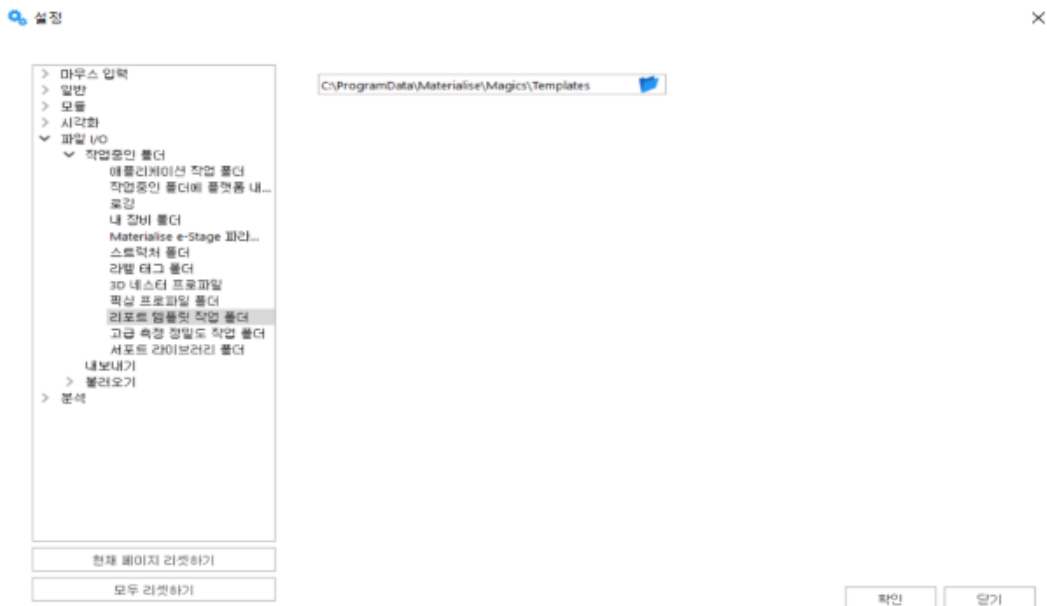 설정
마우스 입력
일반
모듈
시각화
파일 I/O
작업중인 폴더
애플리케이션 작업 폴더
작업중인 폴더에 플랫폼 내...
로깅
내 장비 폴더
Materialise e-Stage 파라...
스트럭처 폴더
라벨 태그 폴더
3D 네스터 프로파일
픽싱 프로파일 폴더
리포트 템플릿 작업 폴더
고급 측정 정밀도 작업 폴더
서포트 라이브러리 폴더
내보내기
불러오기
분석
C:\ProgramData\Materialise\Magics\Templates
현재 페이지 리셋하기
모두 리셋하기
확인
닫기